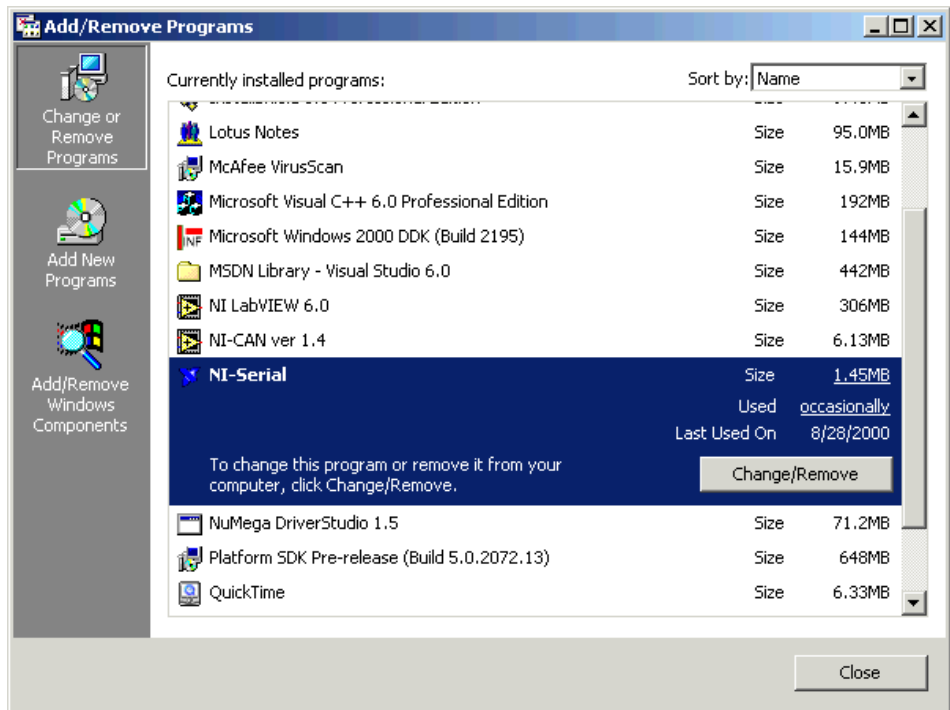 Add/Remove Programs
Change or
Remove
Programs
Add New
Programs
Add/Remove
Windows
Components
Currently installed programs:
Sort by: Name
Lotus Notes Size 95.0MB
McAfee VirusScan Size 15.9MB
Microsoft Visual C++ 6.0 Professional Edition Size 192MB
INF Microsoft Windows 2000 DDK (Build 2195) Size 144MB
MSDN Library - Visual Studio 6.0 Size 442MB
NI LabVIEW 6.0 Size 306MB
NI-CAN ver 1.4 Size 6.13MB
NI-Serial Size 1.45MB
Used occasionally
Last Used On 8/28/2000
To change this program or remove it from your
computer, click Change/Remove.
Change/Remove
NuMega DriverStudio 1.5 Size 71.2MB
Platform SDK Pre-release (Build 5.0.2072.13) Size 648MB
QuickTime Size 6.33MB
Close